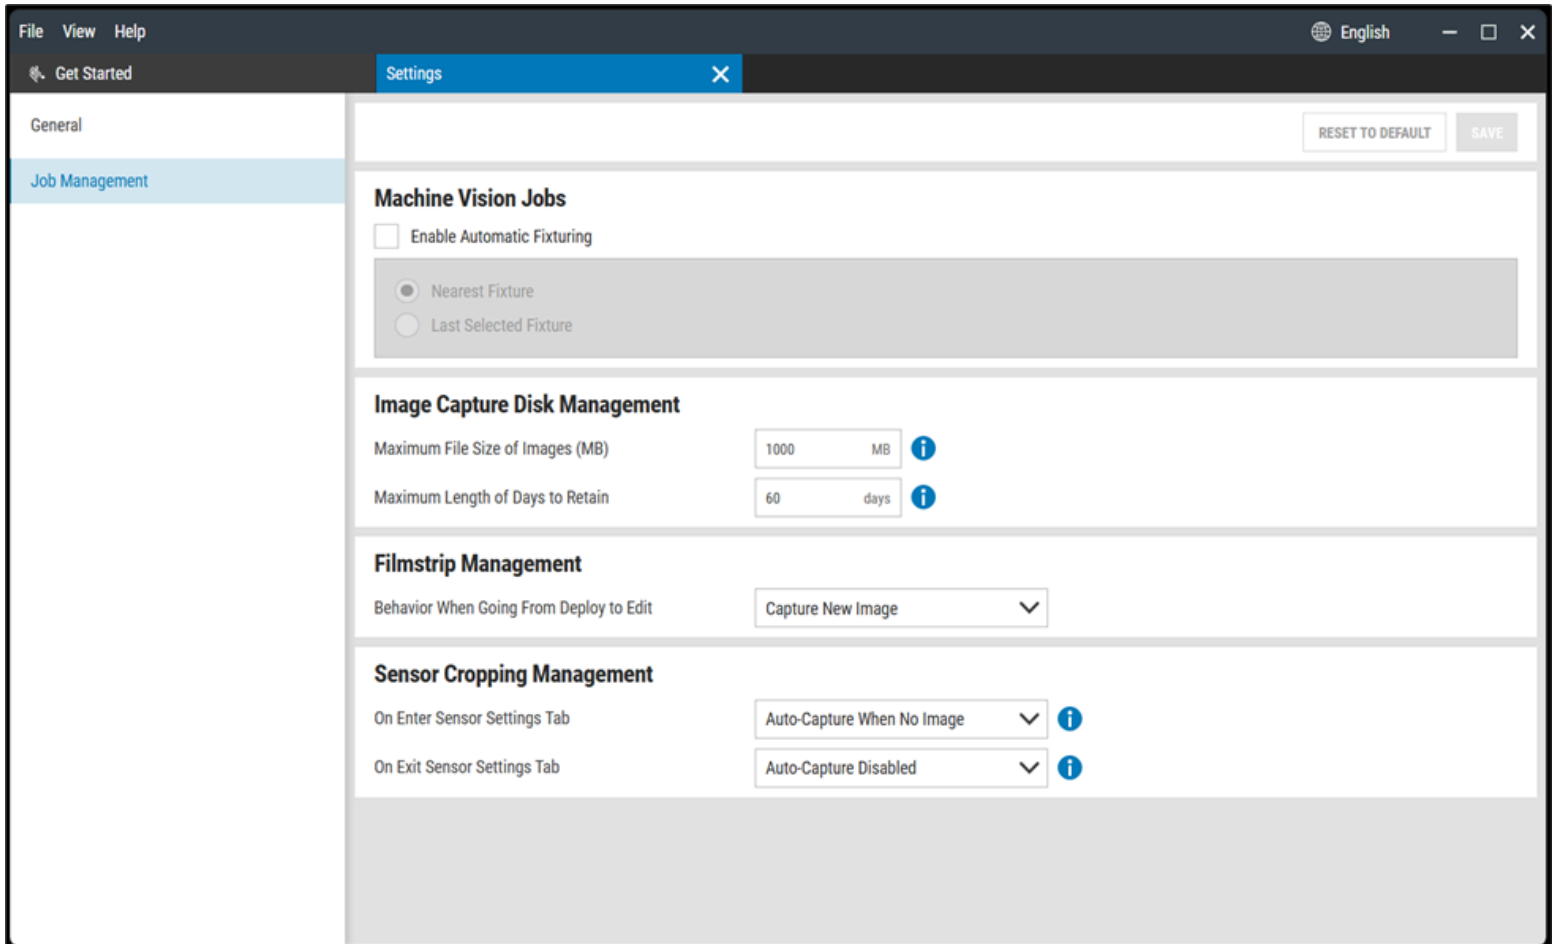 File View Help English
Get Started Settings
General
RESET TO DEFAULT SAVE
Job Management
Machine Vision Jobs
Enable Automatic Fixturing
Nearest Fixture
Last Selected Fixture
Image Capture Disk Management
Maximum File Size of Images (MB) 1000 MB
Maximum Length of Days to Retain 60 days
Filmstrip Management
Behavior When Going From Deploy to Edit Capture New Image
Sensor Cropping Management
On Enter Sensor Settings Tab Auto-Capture When No Image
On Exit Sensor Settings Tab Auto-Capture Disabled